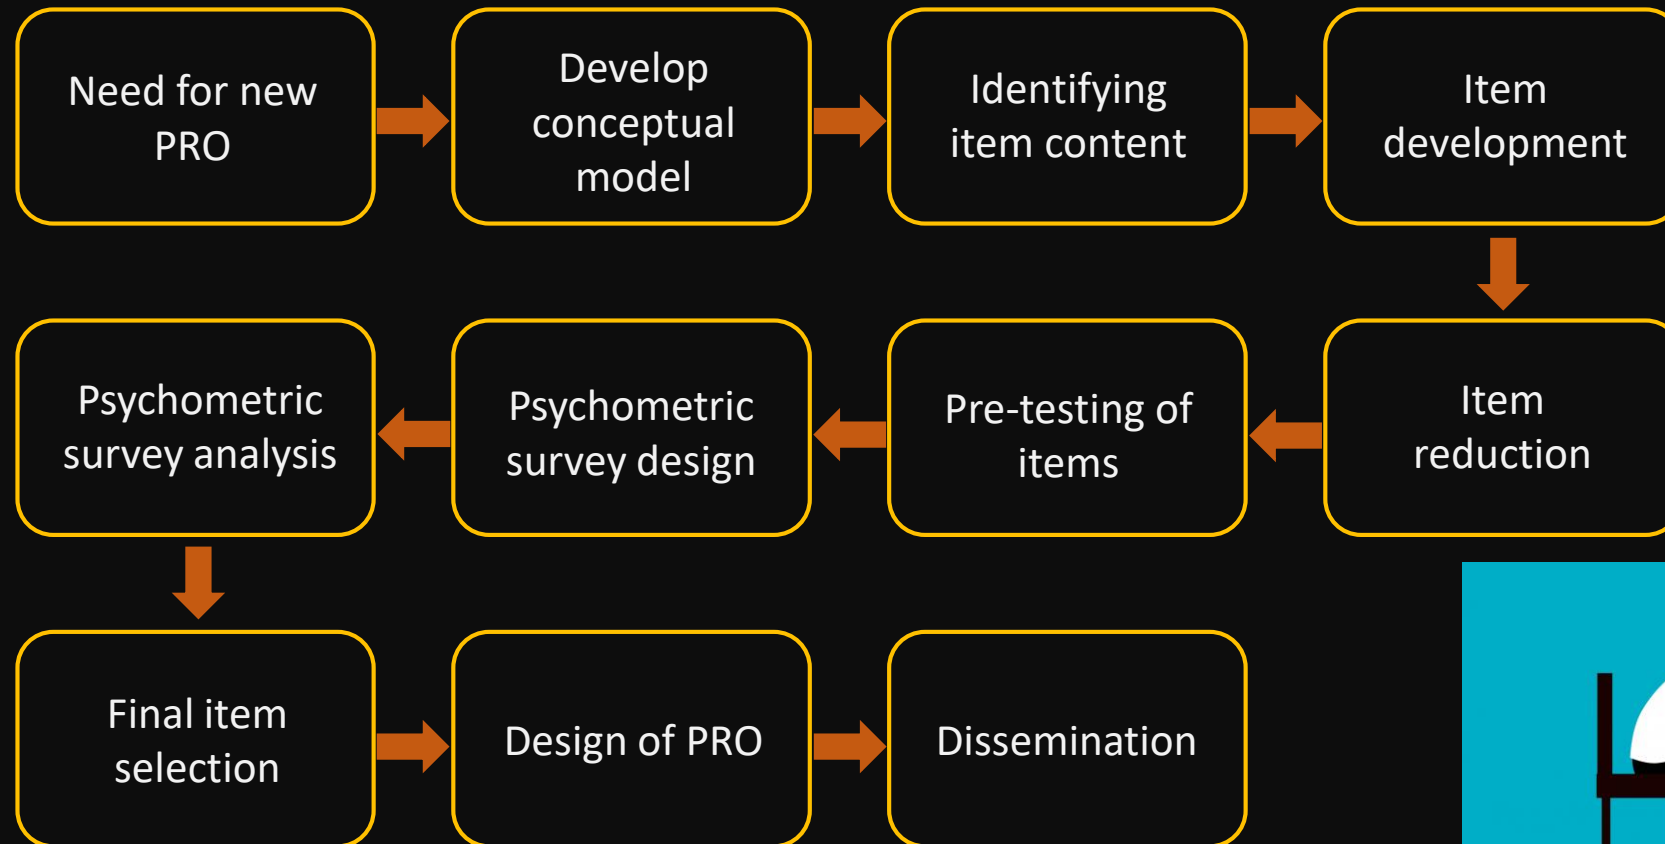 Need for new
PRO
Develop
conceptual
model
Identifying
item content
Item
development
Item
reduction
Pre-testing of
items
Psychometric
survey design
Psychometric
survey analysis
Final item
selection
Design of PRO
Dissemination